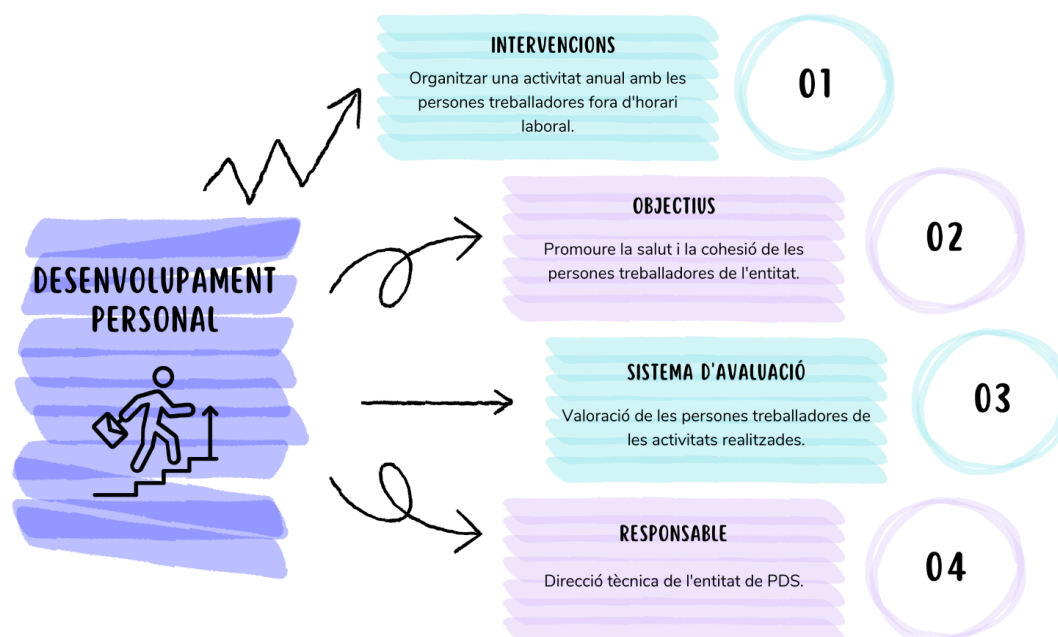 DESENVOLUPAMENT
PERSONAL
INTERVENCIONS
Organitzar una activitat anual amb les
persones treballadores fora d'horari
laboral.
01
OBJECTIUS
Promoure la salut i la cohesió de les
persones treballadores de l'entitat.
02
SISTEMA D'AVALUACIÓ
Valoració de les persones treballadores de
les activitats realitzades.
03
RESPONSABLE
Direcció tècnica de l'entitat de PDS.
04